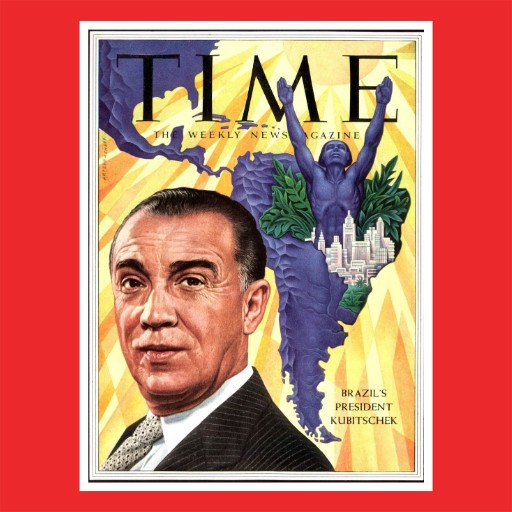 TIME
THE WEEKLY NEWSMAGAZINE
BRAZIL'S
PRESIDENT
KUBITSCHEK